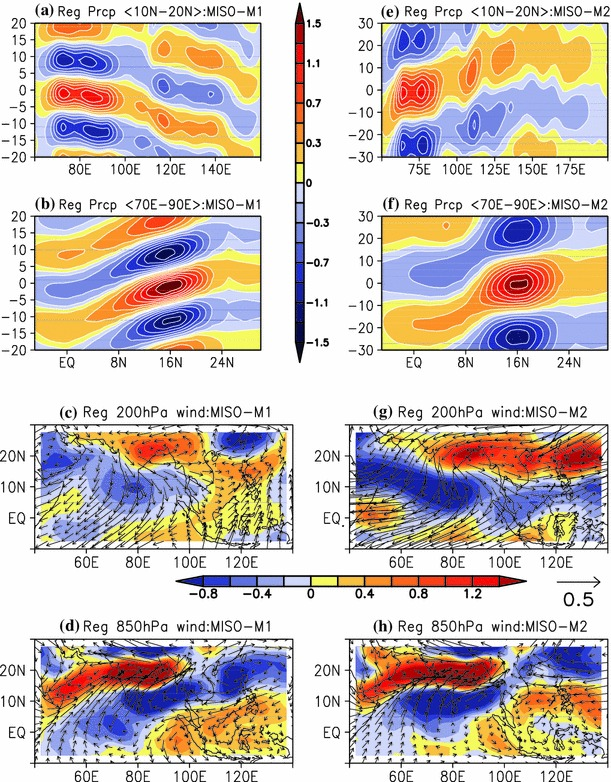 (a) Reg Prcp <10N-20N>:MISO-M1
20
15
10
5
0
-5
-10
-15
-20
80E 100E 120E 140E
1.5
1.1
0.7
0.3
0
-0.3
-0.7
-1.1
-1.5
(e) Reg Prcp <10N-20N>:MISO-M2
30
20
10
0
-10
-20
-30
75E 100E 125E 175E
(b) Reg Prcp <70E-90E>:MISO-M1
20
15
10
5
0
-5
-10
-15
-20
EQ 8N 16N 24N
(f) Reg Prcp <70E-90E>:MISO-M2
30
20
10
0
-10
-20
-30
EQ 8N 16N 24N
(c) Reg 200hPa wind:MISO-M1
20N
10N
EQ
60E 80E 100E 120E
(g) Reg 200hPa wind:MISO-M2
20N
10N
EQ
60E 80E 100E 120E
-0.8 -0.4 0 0.4 0.8 1.2
0.5
(d) Reg 850hPa wind:MISO-M1
20N
10N
EQ
60E 80E 100E 120E
(h) Reg 850hPa wind:MISO-M2
20N
10N
EQ
60E 80E 100E 120E